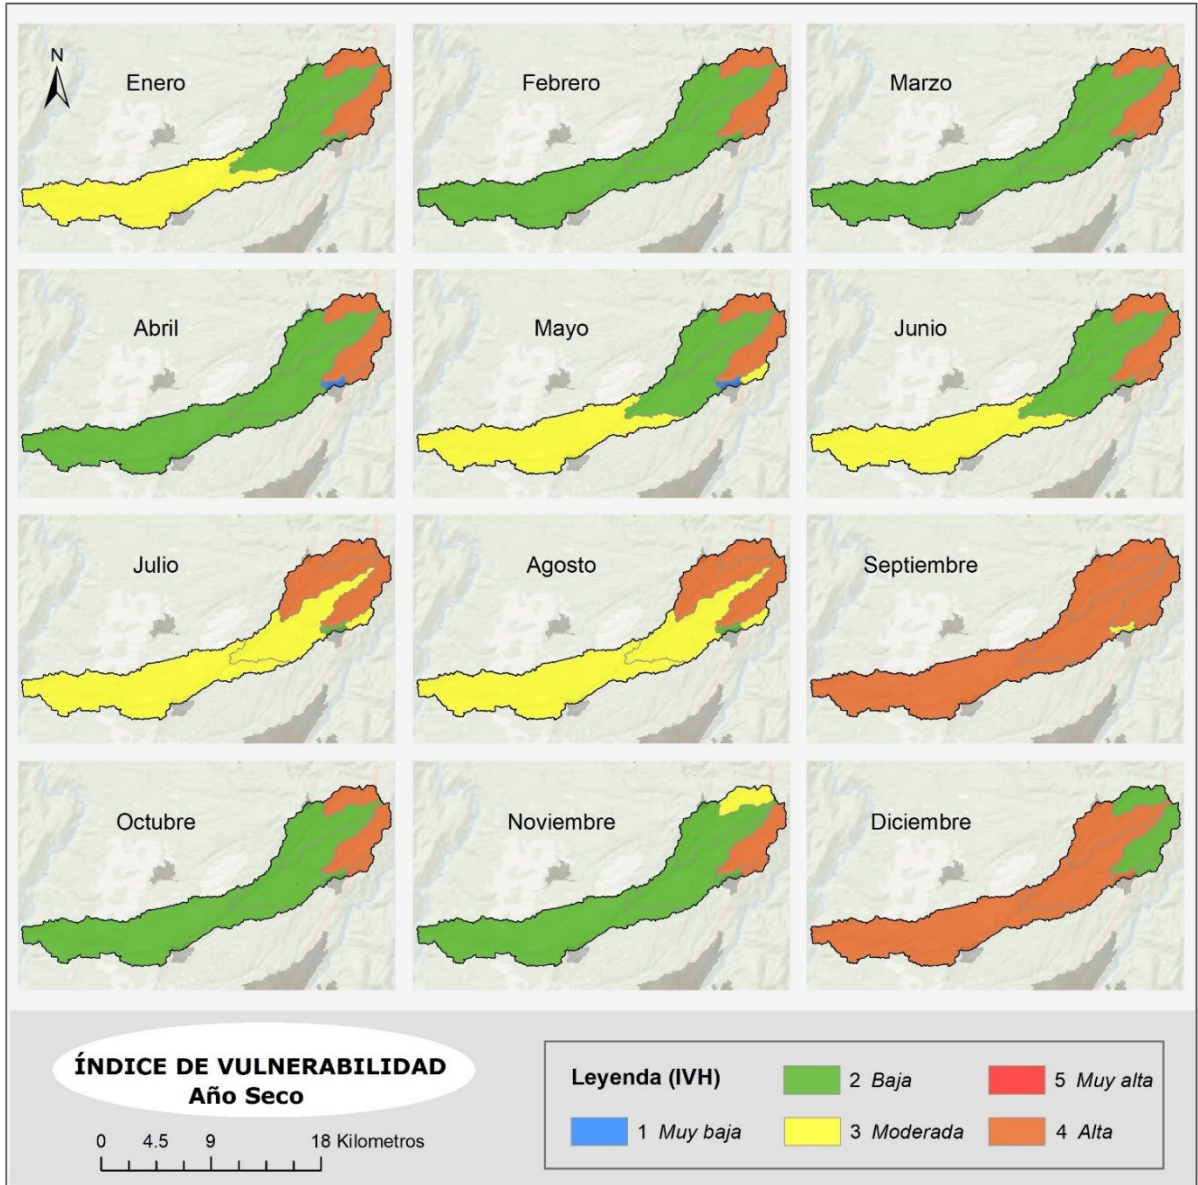 N
Enero
Febrero
Marzo
Abril
Mayo
Junio
Julio
Agosto
Septiembre
Octubre
Noviembre
Diciembre
ÍNDICE DE VULNERABILIDAD
Año Seco
0 4.5 9 18 Kilometros
Leyenda (IVH)
2 Baja
5 Muy alta
1 Muy baja
3 Moderada
4 Alta